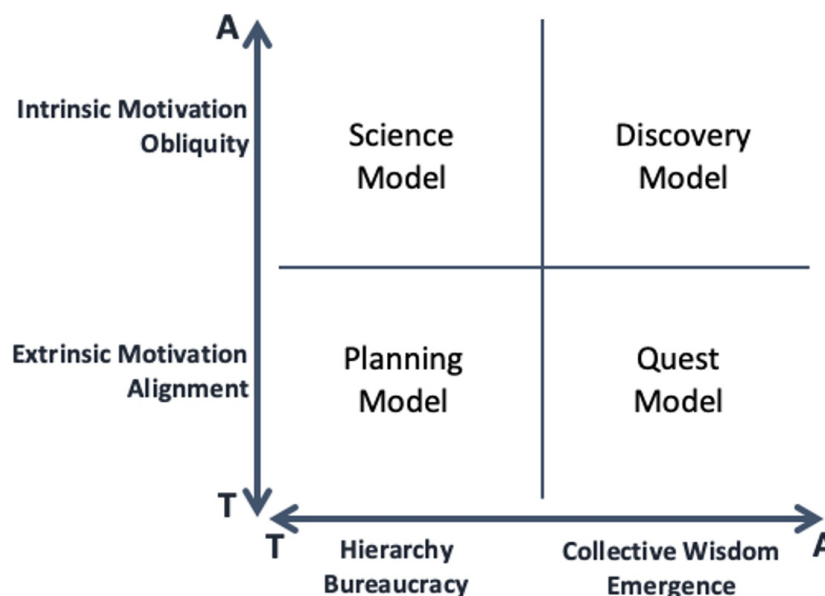 A
Intrinsic Motivation
Obliquity
Science
Model
Discovery
Model
Extrinsic Motivation
Alignment
Planning
Model
Quest
Model
T
T
Hierarchy
Bureaucracy
Collective Wisdom
Emergence
A